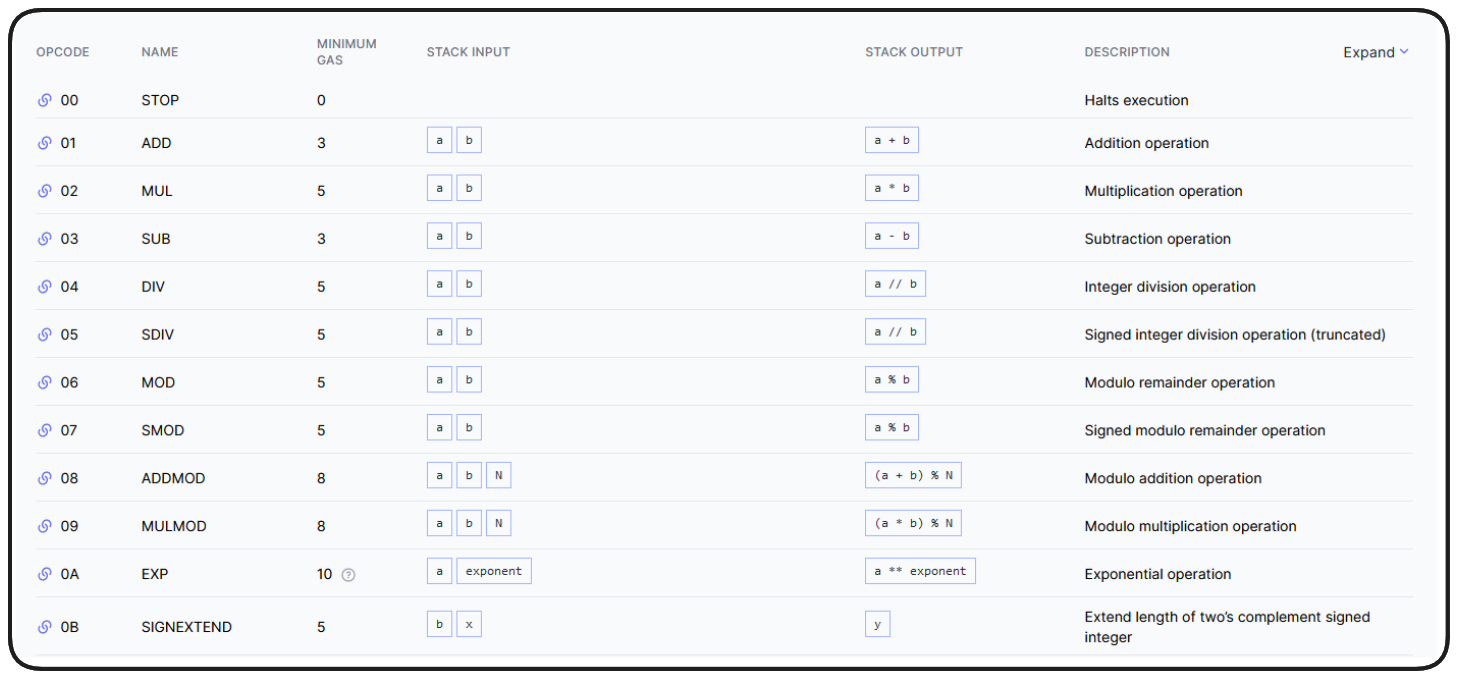 OPCODE NAME MINIMUM GAS STACK INPUT STACK OUTPUT DESCRIPTION Expand
00 STOP 0 Halts execution
01 ADD 3 a b a + b Addition operation
02 MUL 5 a b a * b Multiplication operation
03 SUB 3 a b a - b Subtraction operation
04 DIV 5 a b a // b Integer division operation
05 SDIV 5 a b a // b Signed integer division operation (truncated)
06 MOD 5 a b a % b Modulo remainder operation
07 SMOD 5 a b a % b Signed modulo remainder operation
08 ADDMOD 8 a b N (a + b) % N Modulo addition operation
09 MULMOD 8 a b N (a * b) % N Modulo multiplication operation
0A EXP 10 ? a exponent a ** exponent Exponential operation
0B SIGNEXTEND 5 b x y Extend length of two's complement signed
integer